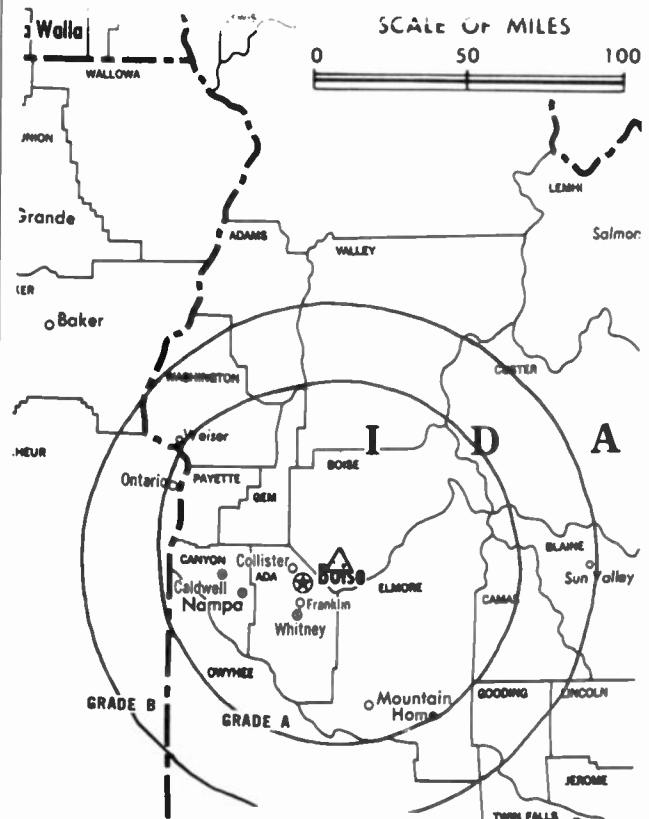 Walla
SCALE OF MILES
0 50 100
WALLOWA
UNION
LEMHI
Grande
ADAMS
VALLEY
Salmon
KER
Baker
WASHINGTON
CUSTER
HEUR
Weiser
I D A
BOISE
Ontario
PAYETTE
GEM
BLAINE
CANYON
Collister
ADA
Boise
Sun Valley
Caldwell
ELMORE
CAMAS
Nampa
Franklin
Whitney
OWYHEE
GRADE B
GRADE A
Mountain
Home
GOODING
LINCOLN
JEROME
TWIN FALLS